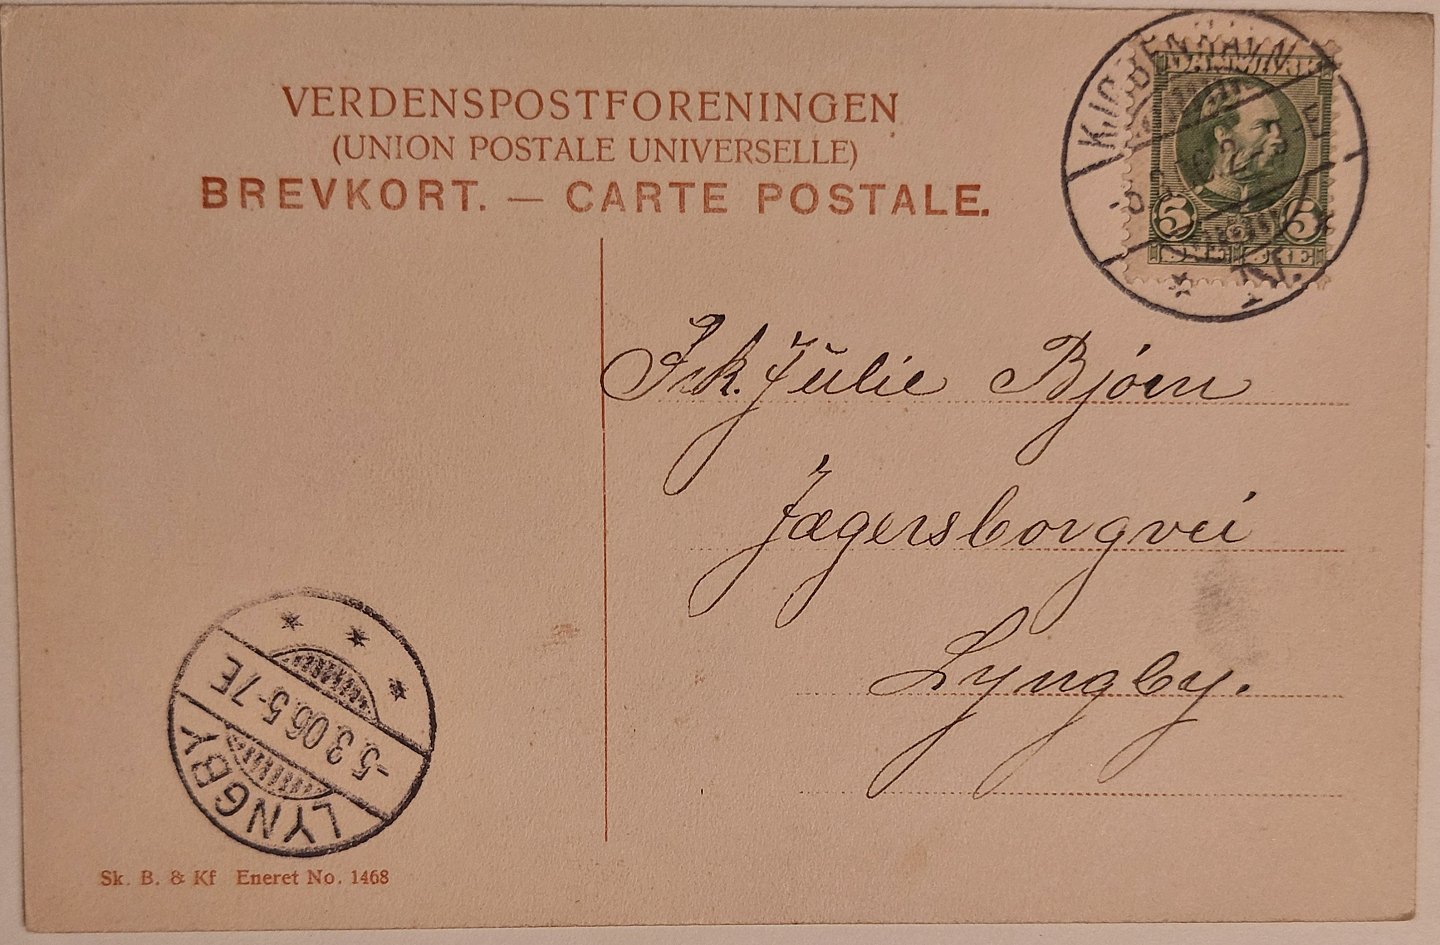 VERDENSPOSTFORENINGEN
(UNION POSTALE UNIVERSELLE)
BREVKORT. — CARTE POSTALE.
KJØBENHAVN
DANMARK
5 5
ØRE
Frk. Julie Bjørn
Jægersborgvei
Lyngby.
-5.3.06.5-7E
LYNGBY
Sk. B. & Kf Eneret No. 1468